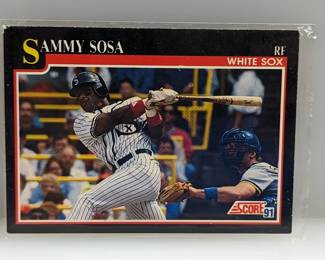 SAMMY SOSA
RF
WHITE SOX
SCORE 91